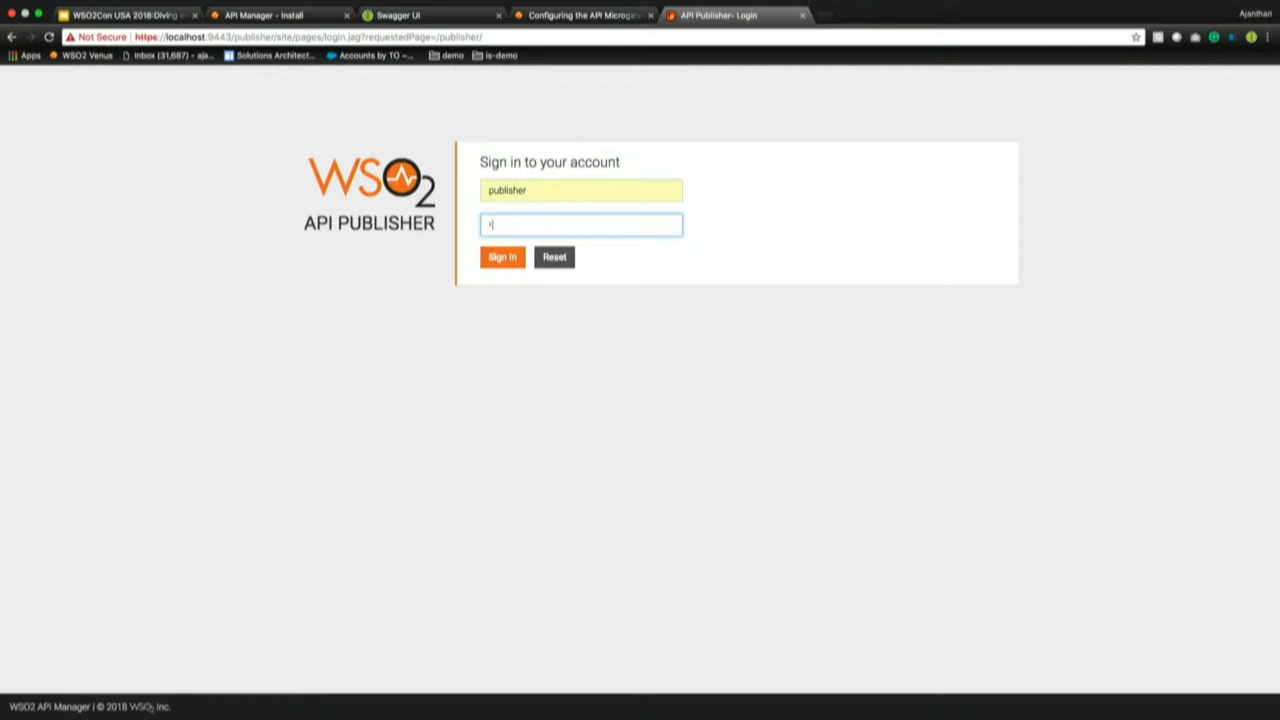 WSO2Con USA 2018:Diving i
API Manager - Install
Swagger UI
Configuring the API Microgat
API Publisher- Login
Ajanthan
Not Secure | https://localhost:9443/publisher/site/pages/login.jag?requestedPage=/publisher/
Apps
WSO2 Venus
Inbox (31,687) - aja...
Solutions Architect...
Accounts by TO -...
demo
is-demo
WSO2
API PUBLISHER
Sign in to your account
publisher
Sign In
Reset
WSO2 API Manager | © 2018 WSO2 Inc.